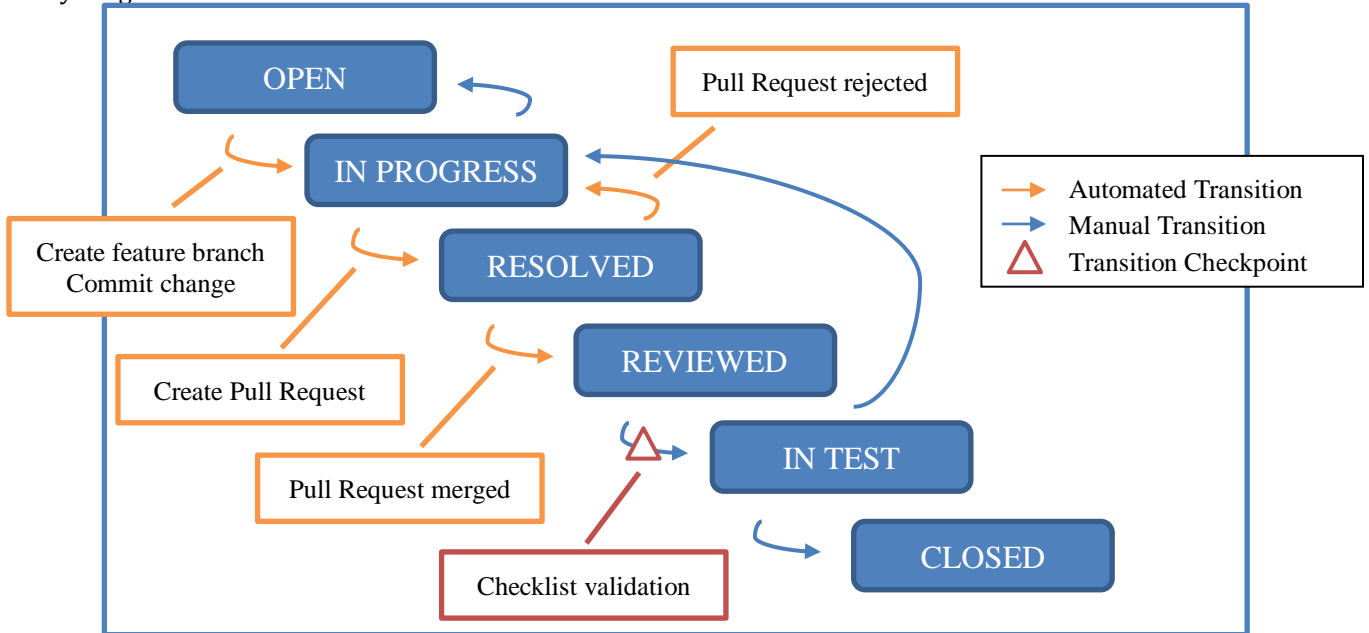 OPEN
Pull Request rejected
IN PROGRESS
Automated Transition
Manual Transition
Transition Checkpoint
Create feature branch
Commit change
RESOLVED
REVIEWED
Create Pull Request
IN TEST
Pull Request merged
CLOSED
Checklist validation